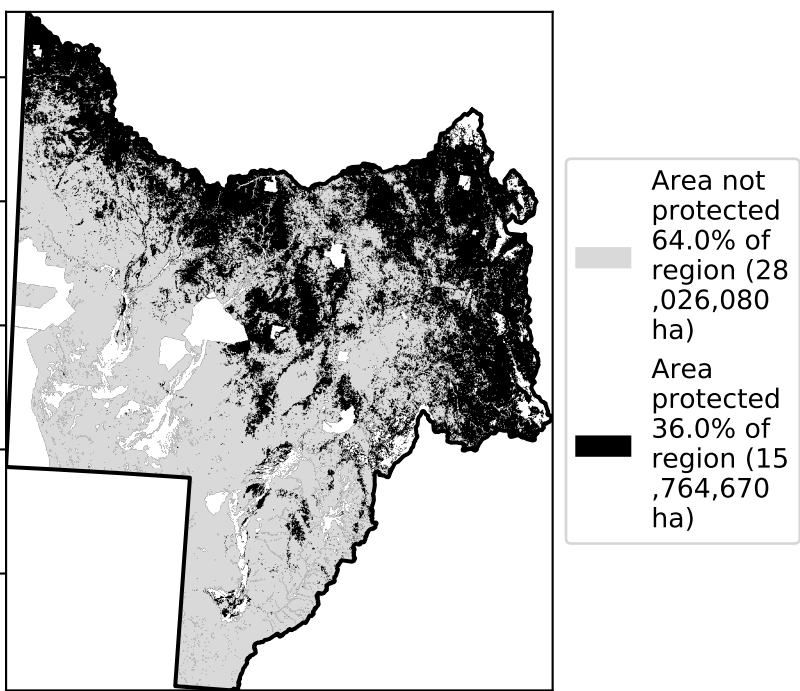 Area not
protected
64.0% of
region (28
,026,080
ha)
Area
protected
36.0% of
region (15
,764,670
ha)